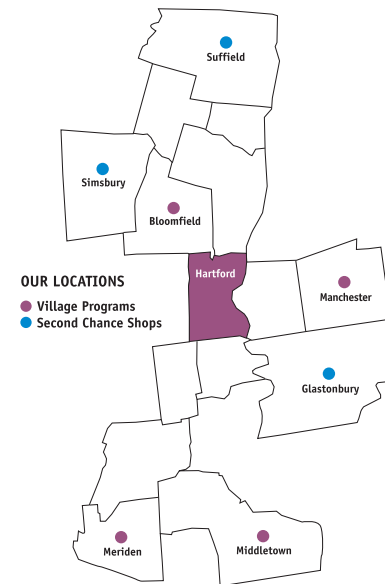 Suffield
Simsbury
Bloomfield
Hartford
OUR LOCATIONS
Village Programs
Second Chance Shops
Manchester
Glastonbury
Meriden
Middletown